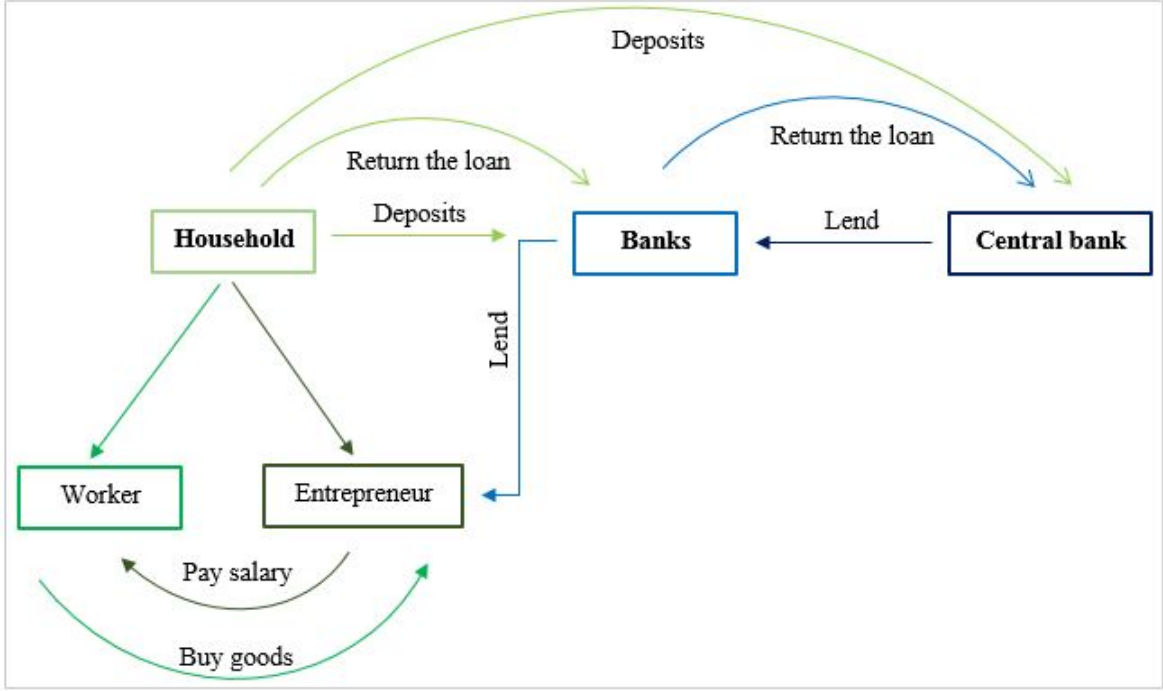 Deposits
Return the loan
Return the loan
Deposits
Lend
Household
Banks
Central bank
Lend
Worker
Entrepreneur
Pay salary
Buy goods